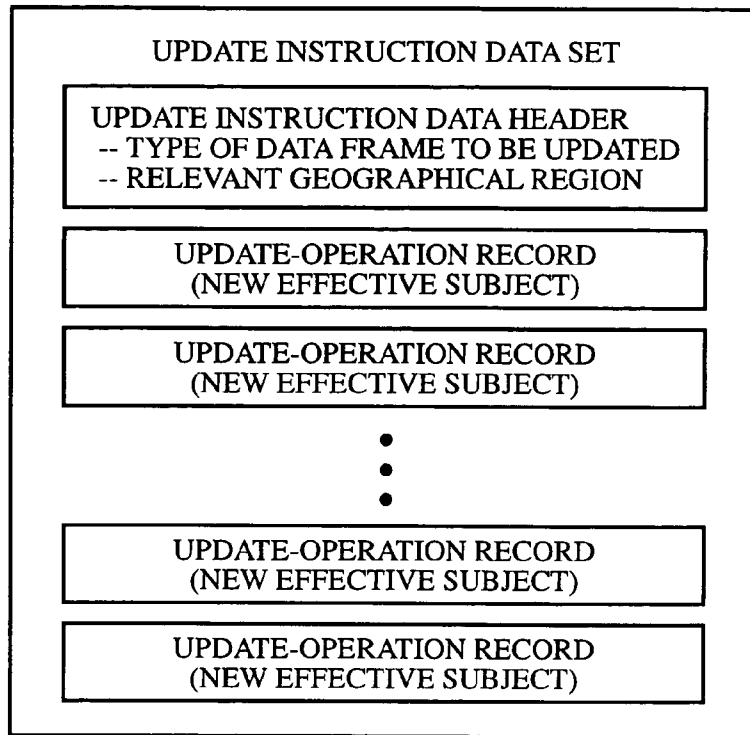 UPDATE INSTRUCTION DATA SET
UPDATE INSTRUCTION DATA HEADER
-- TYPE OF DATA FRAME TO BE UPDATED
-- RELEVANT GEOGRAPHICAL REGION
UPDATE-OPERATION RECORD
(NEW EFFECTIVE SUBJECT)
UPDATE-OPERATION RECORD
(NEW EFFECTIVE SUBJECT)
UPDATE-OPERATION RECORD
(NEW EFFECTIVE SUBJECT)
UPDATE-OPERATION RECORD
(NEW EFFECTIVE SUBJECT)